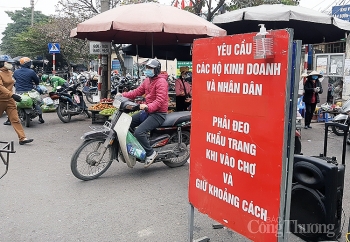 YÊU CẦU
CÁC HỘ KINH DOANH
VÀ NHÂN DÂN
PHẢI ĐEO
KHẨU TRANG
KHI VÀO CHỢ
VÀ
GIỮ KHOẢNG CÁCH
BÁO
Công Thương